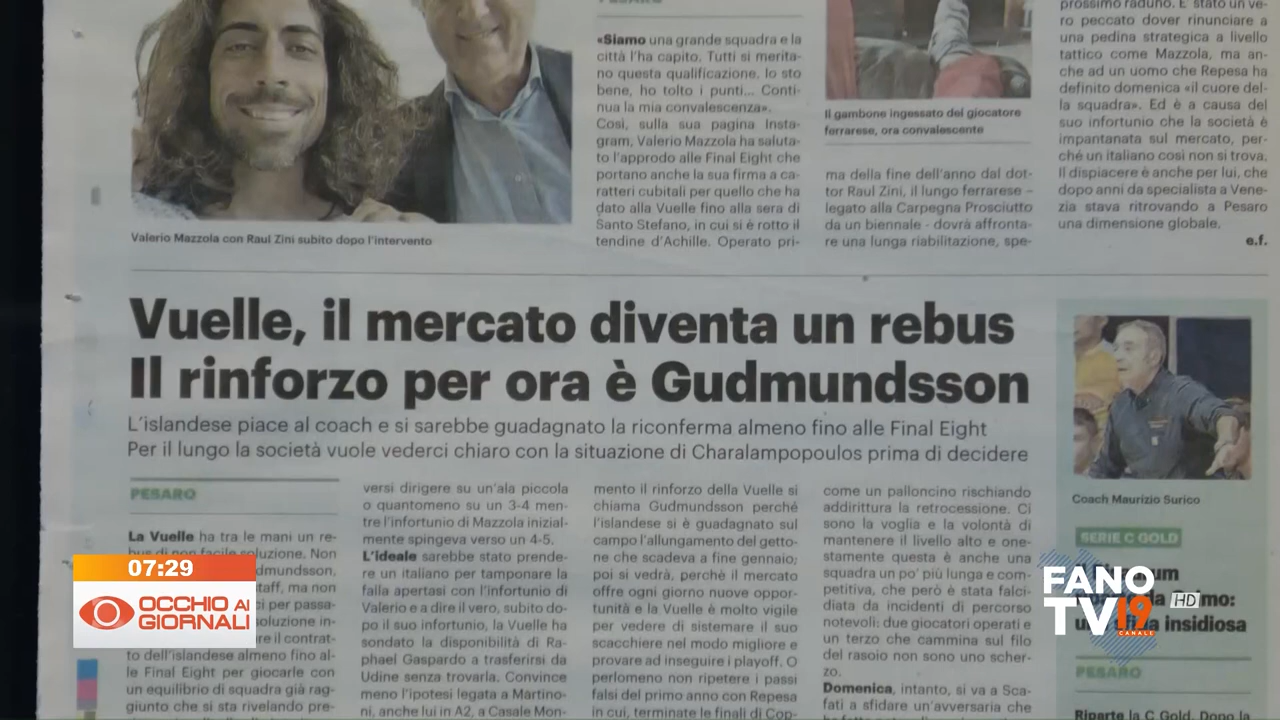 «Siamo una grande squadra e la
città l'ha capito. Tutti si merita-
no questa qualificazione. Io sto
bene, ho tolto i punti... Conti-
nua la mia convalescenza».
Così, sulla sua pagina Insta-
gram, Valerio Mazzola ha saluta-
to l'approdo alle Final Eight che
portano anche la sua firma a ca-
ratteri cubitali per quello che ha
dato alla Vuelle fino alla sera di
Santo Stefano, in cui si è rotto il
tendine d'Achille. Operato pri-
Il gambone ingessato del giocatore
ferrarese, ora convalescente
ma della fine dell'anno dal dot-
tor Raul Zini, il lungo ferrarese –
legato alla Carpegna Prosciutto
da un biennale - dovrà affronta-
re una lunga riabilitazione, spe-
prossimo raduno. E' stato un ve-
ro peccato dover rinunciare a
una pedina strategica a livello
tattico come Mazzola, ma an-
che ad un uomo che Repesa ha
definito domenica «il cuore del-
la squadra». Ed è a causa del
suo infortunio che la società è
impantanata sul mercato, per-
ché un italiano così non si trova.
Il dispiacere è anche per lui, che
dopo anni da specialista a Vene-
zia stava ritrovando a Pesaro
una dimensione globale.
e.f.
Valerio Mazzola con Raul Zini subito dopo l'intervento
Vuelle, il mercato diventa un rebus
Il rinforzo per ora è Gudmundsson
L'islandese piace al coach e si sarebbe guadagnato la riconferma almeno fino alle Final Eight
Per il lungo la società vuole vederci chiaro con la situazione di Charalampopoulos prima di decidere
PESARO
La Vuelle ha tra le mani un re-
bus di non facile soluzione. Non
dmundsson,
aff, ma non
ci per passa-
oluzione in-
re il contrat-
to dell'islandese almeno fino al-
le Final Eight per giocarle con
un equilibrio di squadra già rag-
giunto che si sta rivelando pre-
versi dirigere su un'ala piccola
o quantomeno su un 3-4 men-
tre l'infortunio di Mazzola inizial-
mente spingeva verso un 4-5.
L'ideale sarebbe stato prende-
re un italiano per tamponare la
falla apertasi con l'infortunio di
Valerio e a dire il vero, subito do-
po il suo infortunio, la Vuelle ha
sondato la disponibilità di Ra-
phael Gaspardo a trasferirsi da
Udine senza trovarla. Convince
meno l'ipotesi legata a Martino-
ni, anche lui in A2, a Casale Mon-
mento il rinforzo della Vuelle si
chiama Gudmundsson perché
l'islandese si è guadagnato sul
campo l'allungamento del getto-
ne che scadeva a fine gennaio;
poi si vedrà, perchè il mercato
offre ogni giorno nuove oppor-
tunità e la Vuelle è molto vigile
per vedere di sistemare il suo
scacchiere nel modo migliore e
provare ad inseguire i playoff. O
perlomeno non ripetere i passi
falsi del primo anno con Repesa
in cui, terminate le finali di Cop-
come un palloncino rischiando
addirittura la retrocessione. Ci
sono la voglia e la volontà di
mantenere il livello alto e one-
stamente questa è anche una
squadra un po' più lunga e com-
petitiva, che però è stata falci-
diata da incidenti di percorso
notevoli: due giocatori operati e
un terzo che cammina sul filo
del rasoio non sono uno scher-
zo.
Domenica, intanto, si va a Sca-
fati a sfidare un'avversaria che
Coach Maurizio Surico
SERIE C GOLD
um
mo:
insidiosa
PESARO
Riparte la C Gold. Dopo la
07:29
OCCHIO AI
GIORNALI
FANO
TV19
CANALE
HD